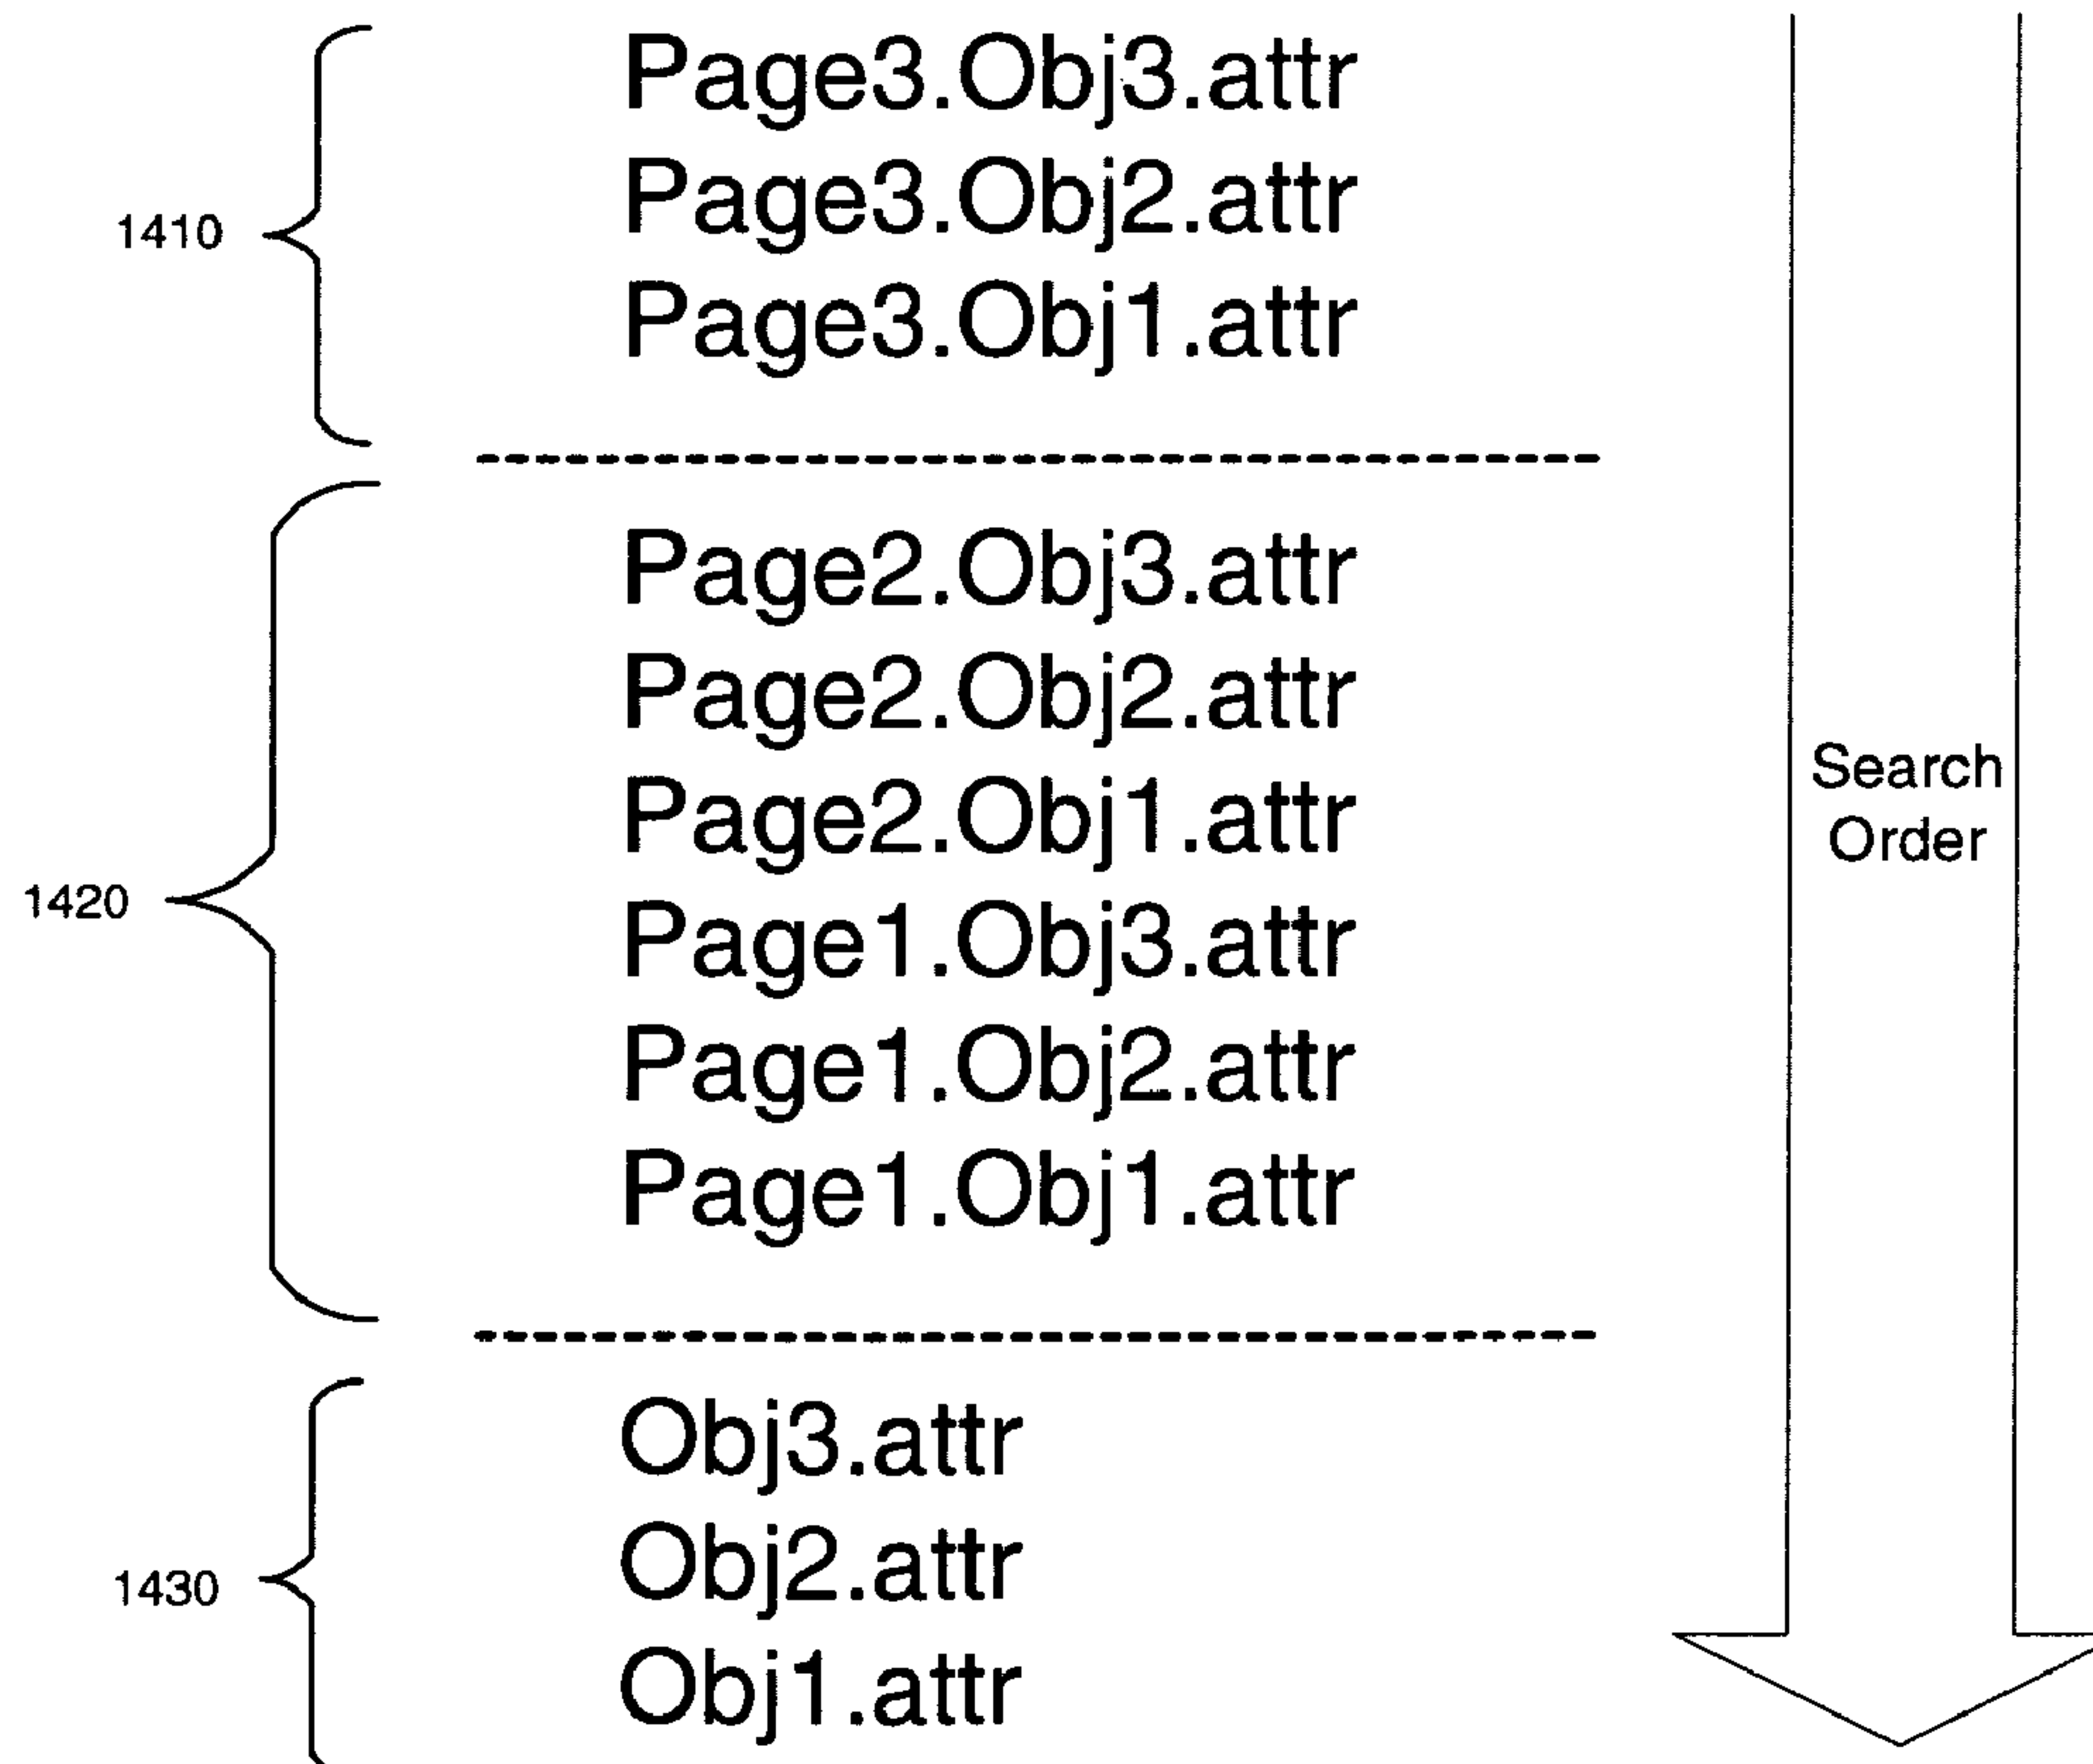 Page3.Obj3.attr
Page3.Obj2.attr
1410
Page3.Obj1.attr
Page2.Obj3.attr
Page2.Obj2.attr
Page2.Obj1.attr
1420
Page1.Obj3.attr
Page1.Obj2.attr
Page1.Obj1.attr
Obj3.attr
Obj2.attr
1430
Obj1.attr
Search
Order